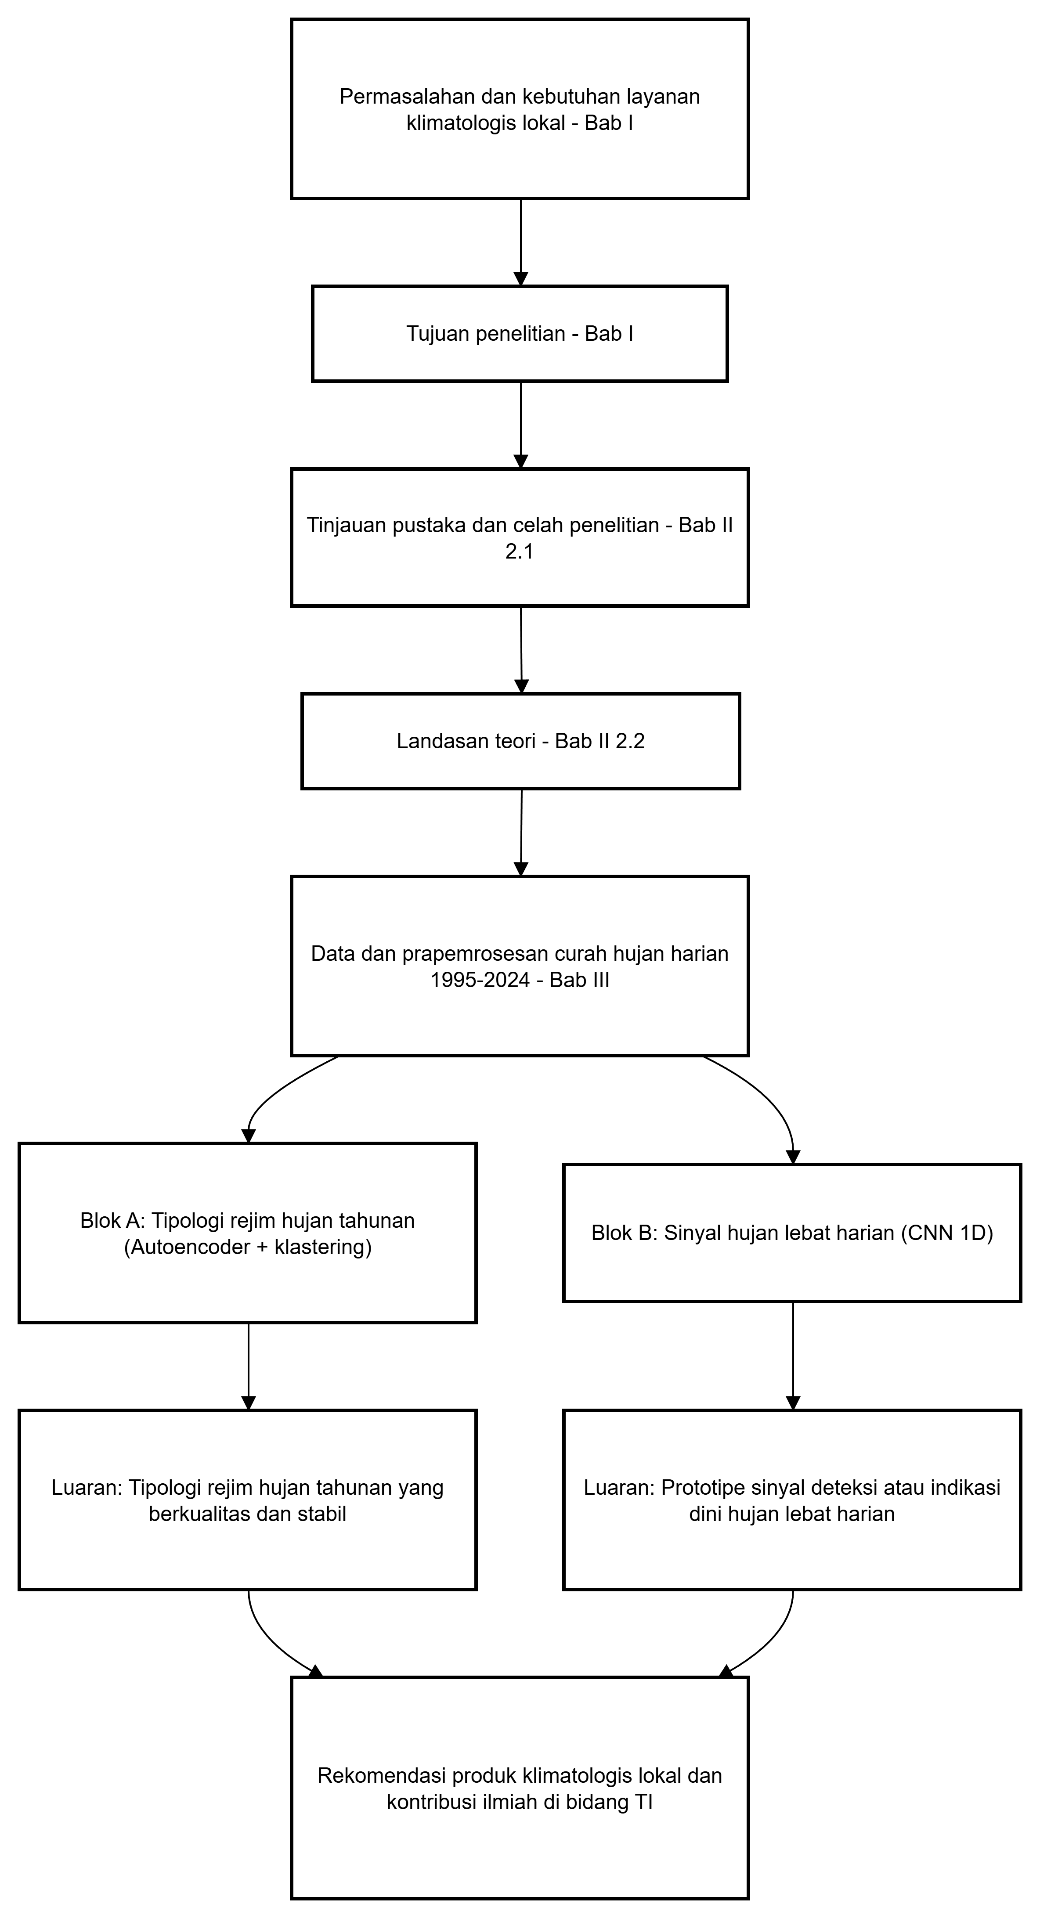 Permasalahan dan kebutuhan layanan
klimatologis lokal - Bab I
Tujuan penelitian - Bab I
Tinjauan pustaka dan celah penelitian - Bab II
2.1
Landasan teori - Bab II 2.2
Data dan prapemrosesan curah hujan harian
1995-2024 - Bab III
Blok A: Tipologi rejim hujan tahunan
(Autoencoder + klastering)
Blok B: Sinyal hujan lebat harian (CNN 1D)
Luaran: Tipologi rejim hujan tahunan yang
berkualitas dan stabil
Luaran: Prototipe sinyal deteksi atau indikasi
dini hujan lebat harian
Rekomendasi produk klimatologis lokal dan
kontribusi ilmiah di bidang TI